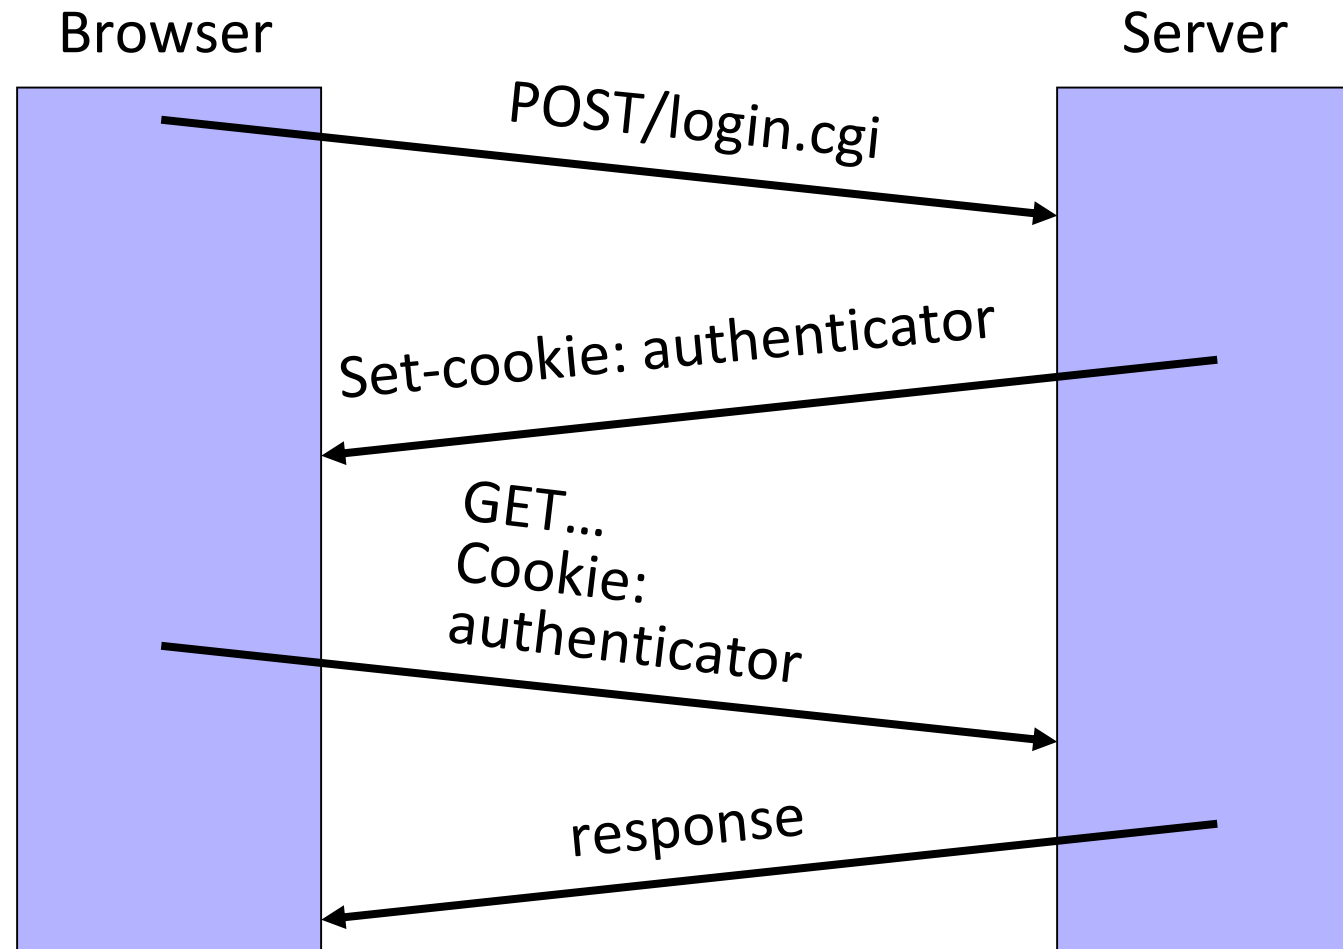 Browser
Server
POST/login.cgi
Set-cookie: authenticator
GET...
Cookie:
authenticator
response